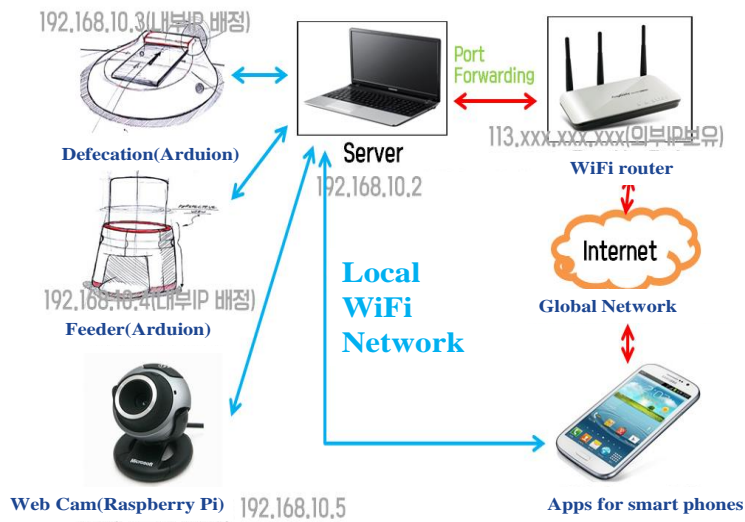 192.168.10.3(내부IP 배정)
Defecation(Arduion)
Server
192.168.10.2
Port
Forwarding
113.xxx.xxx.xxx(외부IP보유)
WiFi router
192.168.10.4(내부IP 배정)
Feeder(Arduion)
Local
WiFi
Network
Internet
Global Network
Microsoft
Web Cam(Raspberry Pi)
192.168.10.5
Apps for smart phones